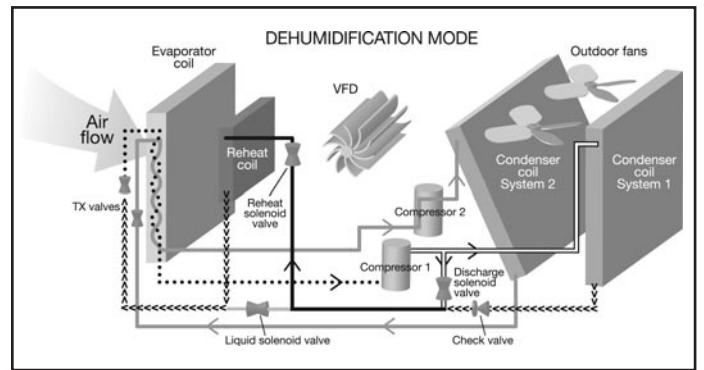 DEHUMIDIFICATION MODE
Evaporator
coil
Outdoor fans
VFD
Air
flow
Reheat
coil
Condenser
coil
System 2
Condenser
coil
System 1
TX valves
Reheat
solenoid
valve
Compressor 2
Compressor 1
Discharge
solenoid
valve
Liquid solenoid valve
Check valve